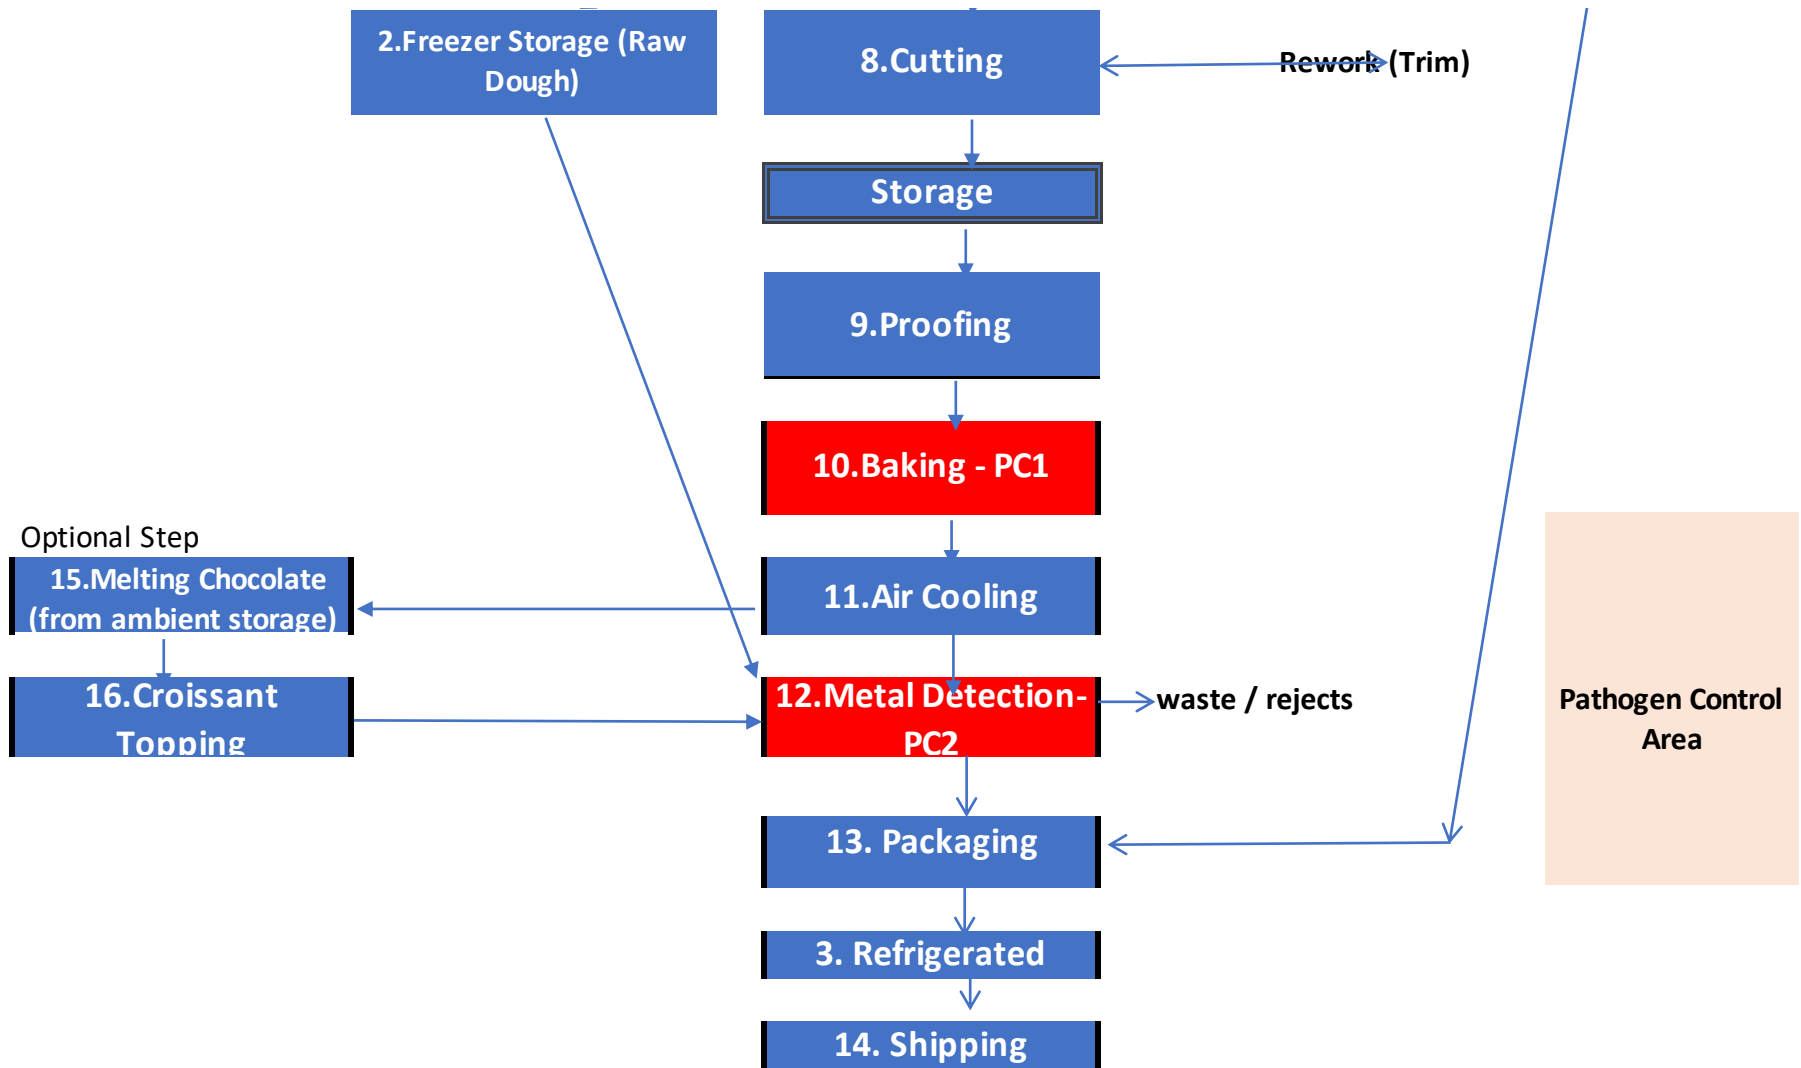 2.Freezer Storage (Raw
Dough)
8.Cutting
Rework (Trim)
Storage
9.Proofing
10.Baking - PC1
Optional Step
15.Melting Chocolate
(from ambient storage)
11.Air Cooling
16.Croissant
Topping
12.Metal Detection-
PC2
waste / rejects
Pathogen Control
Area
13. Packaging
3. Refrigerated
14. Shipping